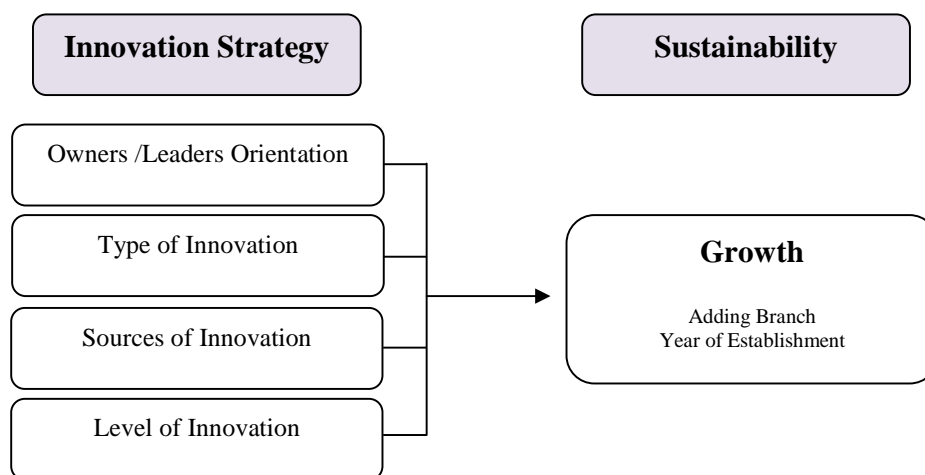 Innovation Strategy
Sustainability
Owners /Leaders Orientation
Type of Innovation
Sources of Innovation
Level of Innovation
Growth
Adding Branch
Year of Establishment